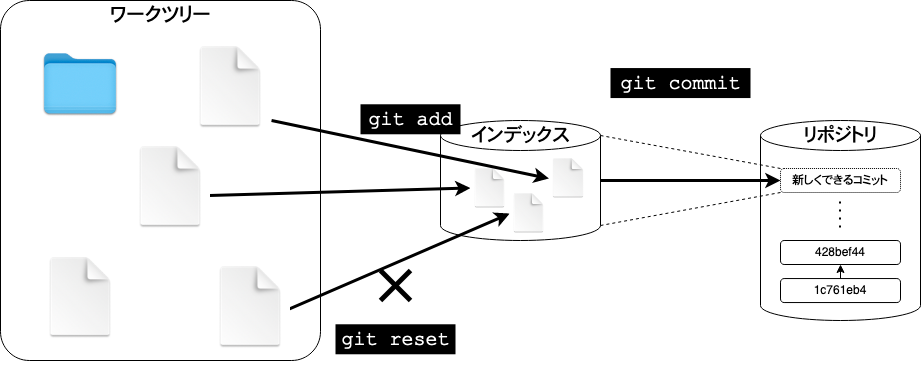 ワークツリー
git add
git commit
インデックス
リポジトリ
新しくできるコミット
428bef44
1c761eb4
git reset